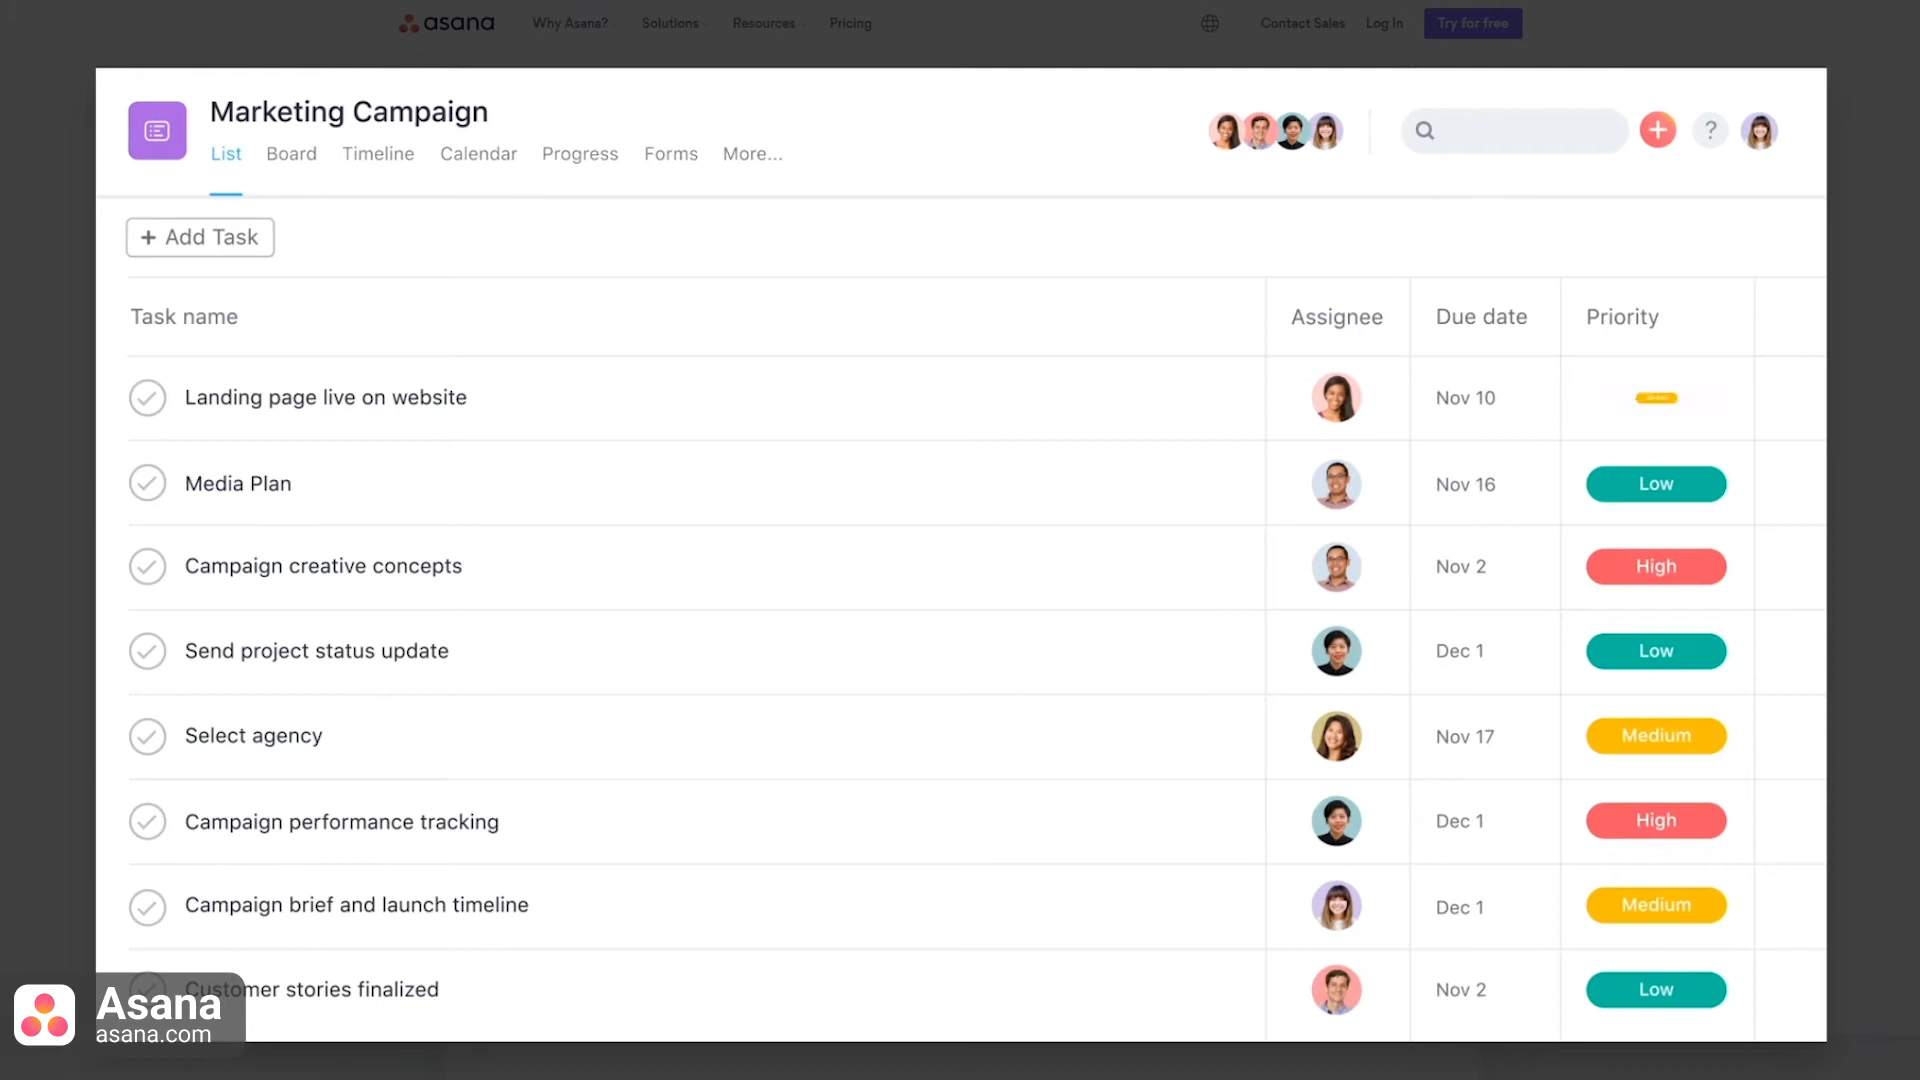 asana Why Asana? Solutions Resources Pricing Contact Sales Log In Try for free
Marketing Campaign
List Board Timeline Calendar Progress Forms More...
?
+ Add Task
Task name Assignee Due date Priority
Landing page live on website Nov 10
Media Plan Nov 16 Low
Campaign creative concepts Nov 2 High
Send project status update Dec 1 Low
Select agency Nov 17 Medium
Campaign performance tracking Dec 1 High
Campaign brief and launch timeline Dec 1 Medium
Customer stories finalized Nov 2 Low
Asana
asana.com